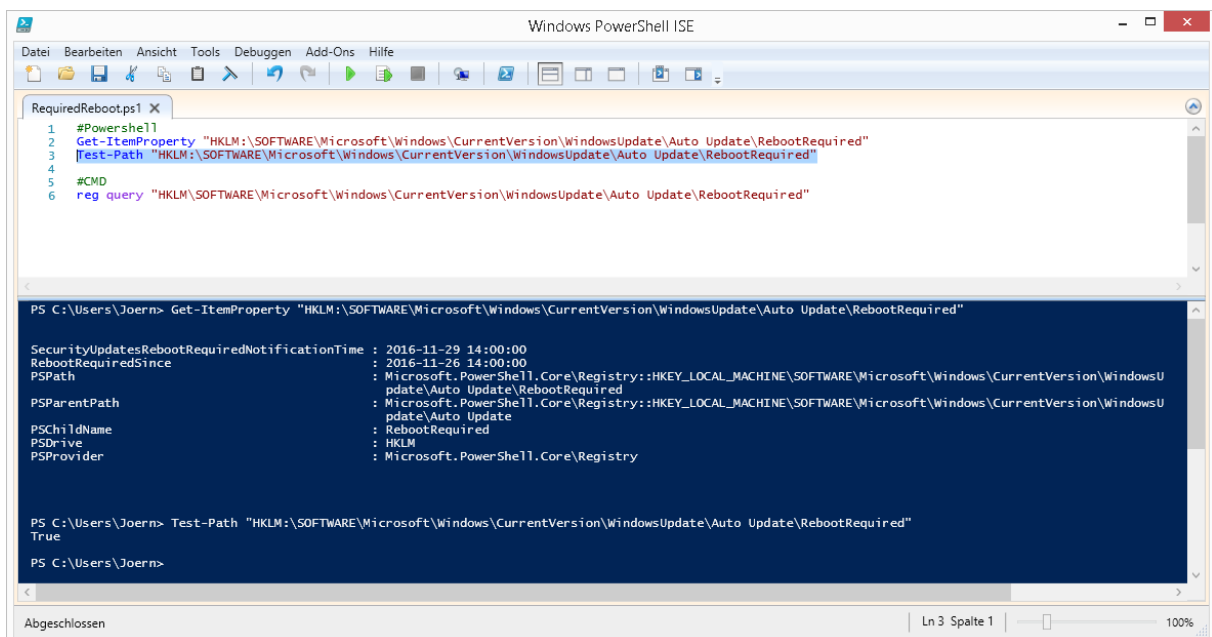 Windows PowerShell ISE
Datei Bearbeiten Ansicht Tools Debuggen Add-Ons Hilfe
RequiredReboot.ps1
1 #Powershell
2 Get-ItemProperty "HKLM:\SOFTWARE\Microsoft\Windows\CurrentVersion\WindowsUpdate\Auto Update\RebootRequired"
3 Test-Path "HKLM:\SOFTWARE\Microsoft\Windows\CurrentVersion\WindowsUpdate\Auto Update\RebootRequired"
4
5 #CMD
6 reg query "HKLM\SOFTWARE\Microsoft\Windows\CurrentVersion\WindowsUpdate\Auto Update\RebootRequired"
PS C:\Users\Joern> Get-ItemProperty "HKLM:\SOFTWARE\Microsoft\Windows\CurrentVersion\WindowsUpdate\Auto Update\RebootRequired"
SecurityUpdatesRebootRequiredNotificationTime : 2016-11-29 14:00:00
RebootRequiredSince : 2016-11-26 14:00:00
PSPath : Microsoft.PowerShell.Core\Registry::HKEY_LOCAL_MACHINE\SOFTWARE\Microsoft\Windows\CurrentVersion\WindowsU
pdate\Auto Update\RebootRequired
PSParentPath : Microsoft.PowerShell.Core\Registry::HKEY_LOCAL_MACHINE\SOFTWARE\Microsoft\Windows\CurrentVersion\WindowsU
pdate\Auto Update
PSChildName : RebootRequired
PSDrive : HKLM
PSProvider : Microsoft.PowerShell.Core\Registry
PS C:\Users\Joern> Test-Path "HKLM:\SOFTWARE\Microsoft\Windows\CurrentVersion\WindowsUpdate\Auto Update\RebootRequired"
True
PS C:\Users\Joern>
Abgeschlossen Ln 3 Spalte 1 100%